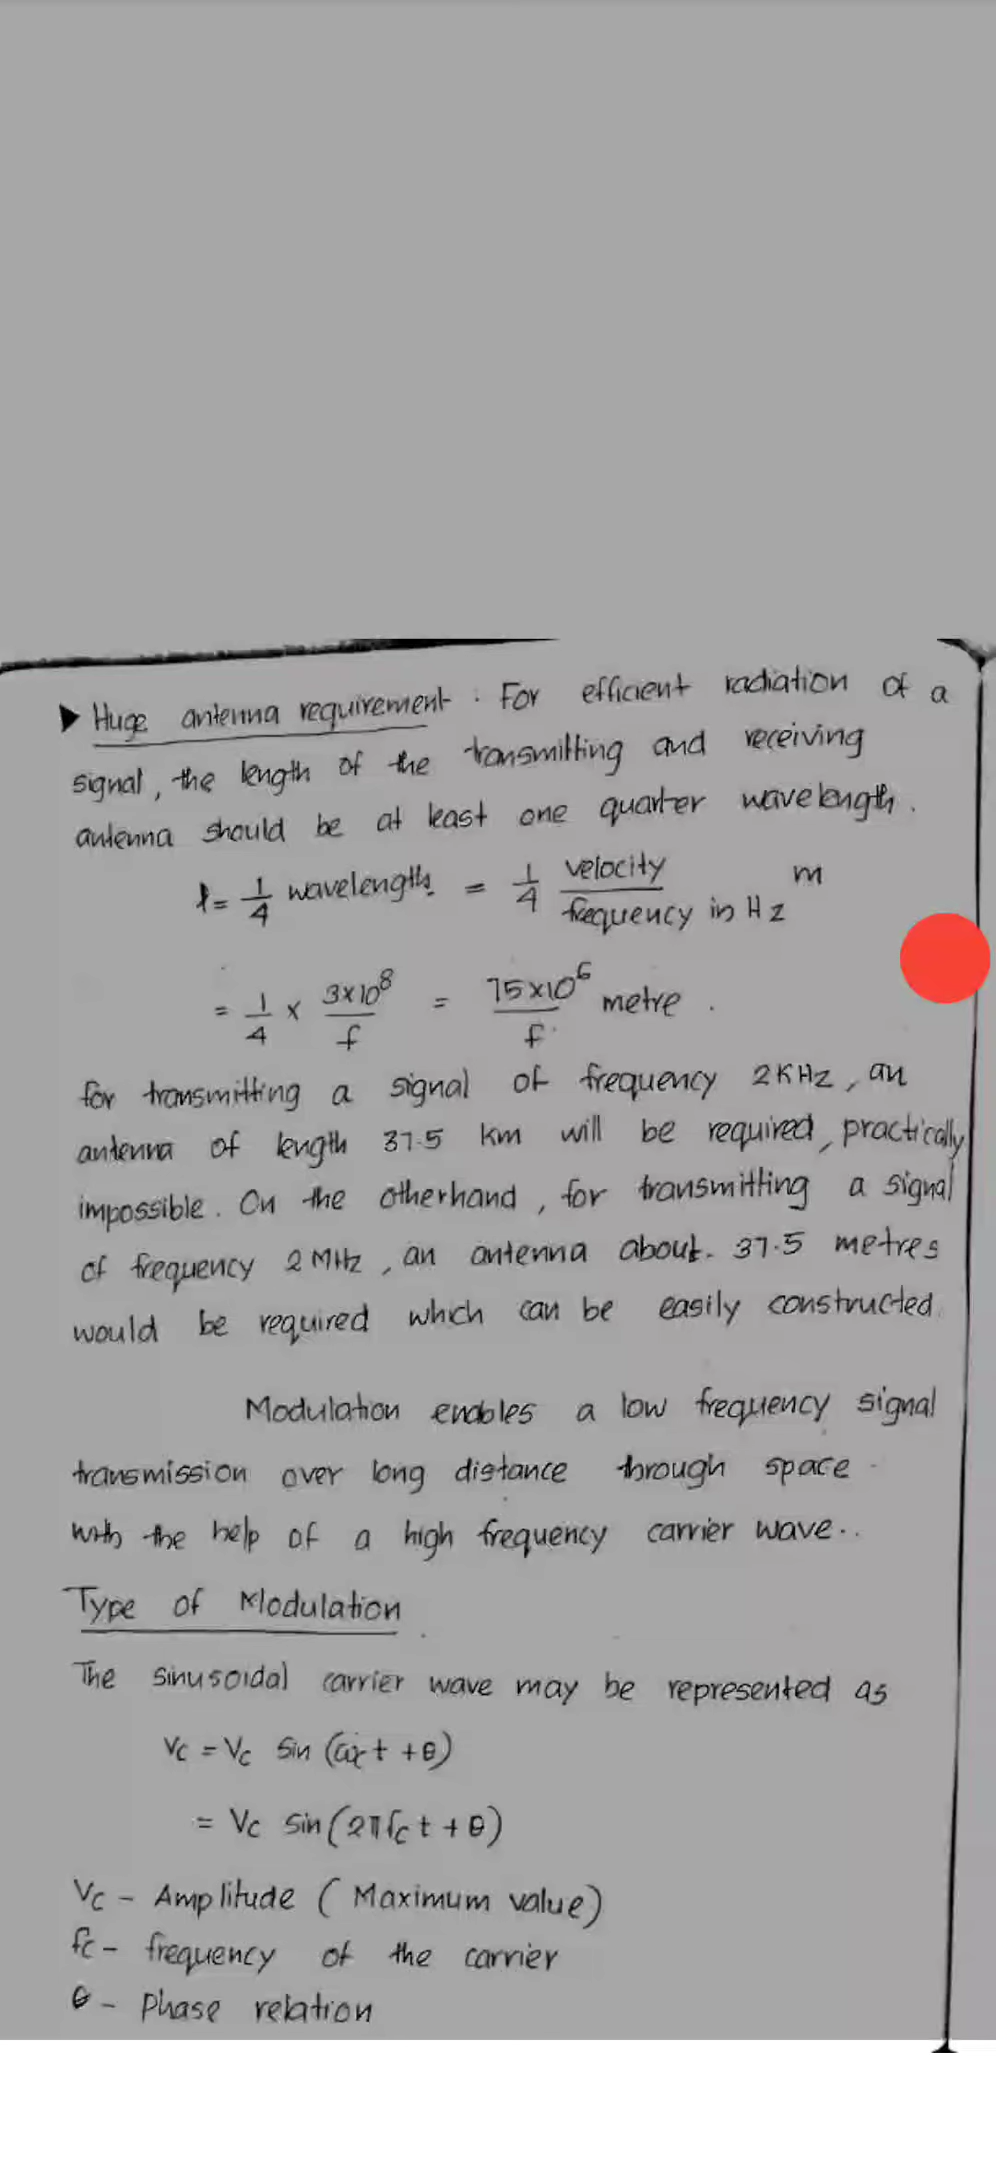 ▶ Huge antenna requirement : For efficient radiation of a
signal, the length of the transmitting and receiving
antenna should be at least one quarter wavelength.
l = 1/4 wavelength = 1/4 velocity/frequency in Hz m
= 1/4 × 3×10⁸/f = 75×10⁶/f metre.
for transmitting a signal of frequency 2KHz, an
antenna of length 37.5 km will be required, practically
impossible. On the otherhand, for transmitting a signal
of frequency 2 MHz, an antenna about. 37.5 metres
would be required which can be easily constructed.
Modulation enables a low frequency signal
transmission over long distance through space
with the help of a high frequency carrier wave..
Type of Modulation
The sinusoidal carrier wave may be represented as
Vc = Vc sin (ωct + θ)
= Vc sin(2πfct + θ)
Vc - Amplitude (Maximum value)
fc - frequency of the carrier
θ - phase relation